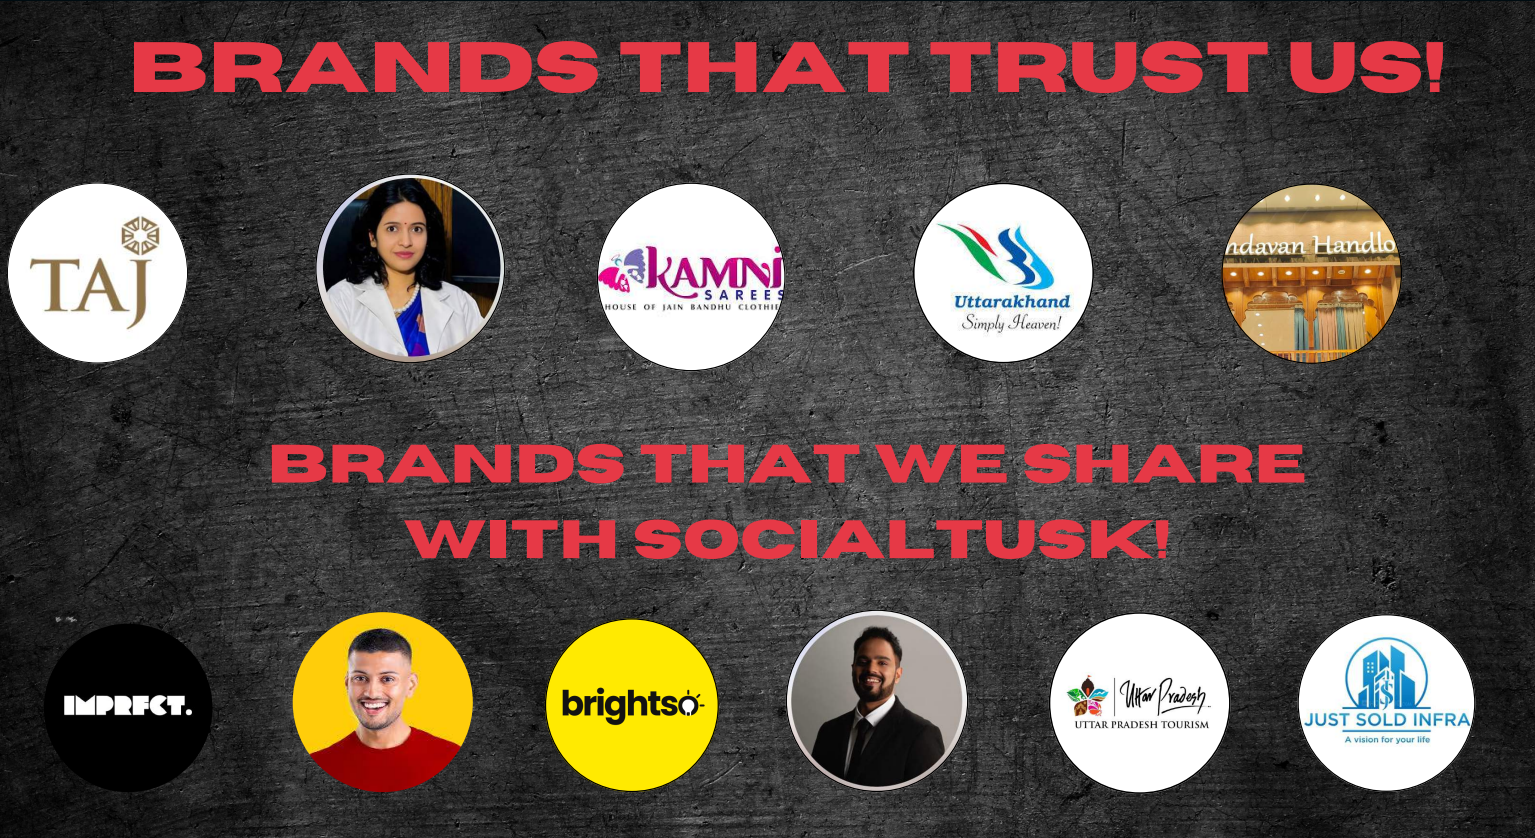 BRANDS THAT TRUST US!
TAJ
KAMNI
SAREES
HOUSE OF JAIN BANDHU CLOTHIE
Uttarakhand
Simply Heaven!
ndavan Handlo
BRANDS THAT WE SHARE
WITH SOCIALTUSK!
IMPRFCT.
brightso
Uttar Pradesh
UTTAR PRADESH TOURISM
JUST SOLD INFRA
A vision for your life